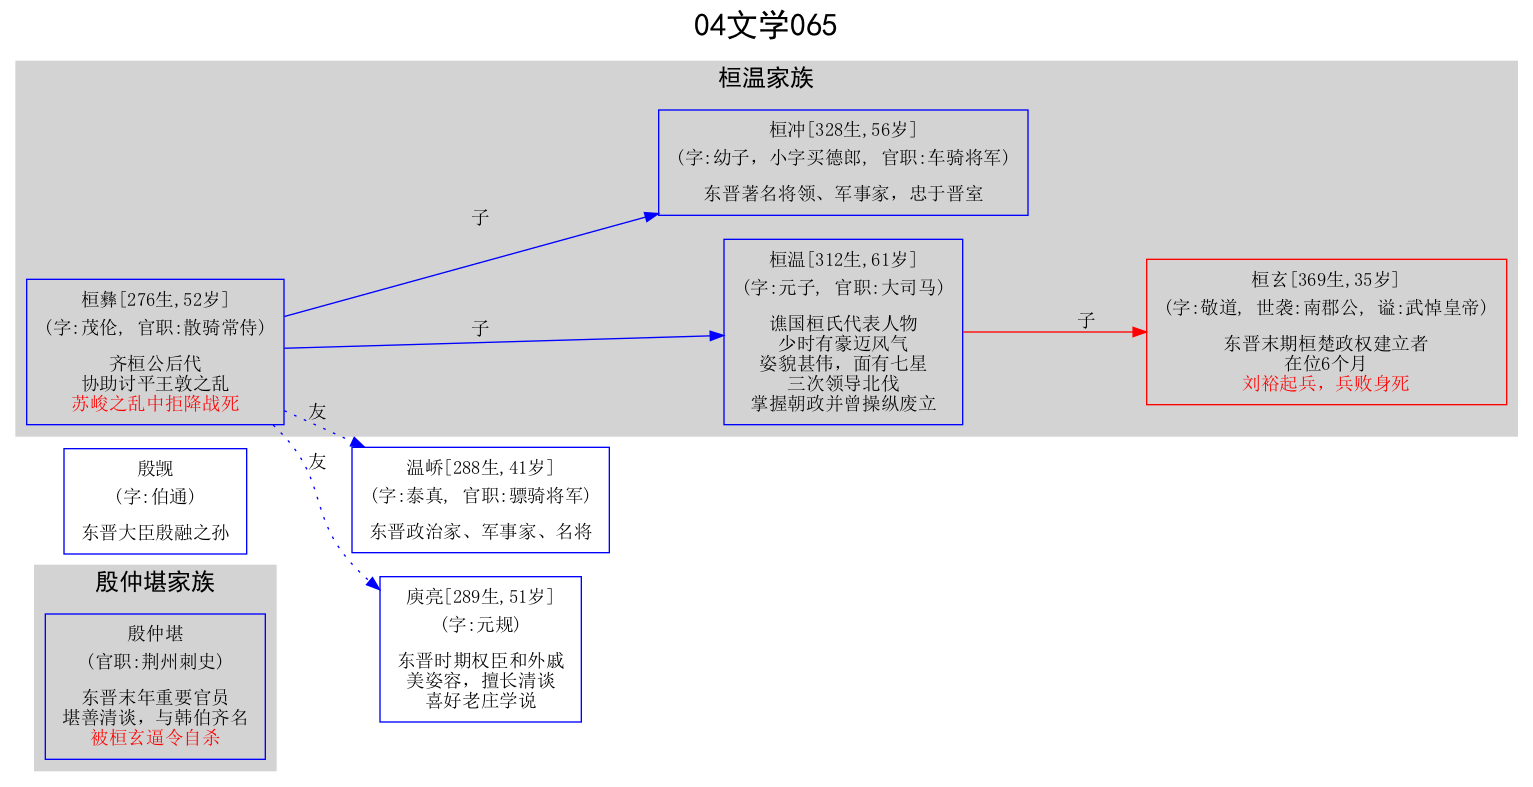 04文学065
桓温家族
桓冲[328生,56岁]
(字:幼子, 小字买德郎, 官职:车骑将军)
东晋著名将领、军事家，忠于晋室
子
桓温[312生,61岁]
(字:元子, 官职:大司马)
谯国桓氏代表人物
少时有豪迈风气
姿貌甚伟，面有七星
三次领导北伐
掌握朝政并曾操纵废立
子
桓玄[369生,35岁]
(字:敬道, 世袭:南郡公, 谥:武悼皇帝)
东晋末期桓楚政权建立者
在位6个月
刘裕起兵，兵败身死
子
桓彝[276生,52岁]
(字:茂伦, 官职:散骑常侍)
齐桓公后代
协助讨平王敦之乱
苏峻之乱中拒降战死
友
友
殷觊
(字:伯通)
东晋大臣殷融之孙
温峤[288生,41岁]
(字:泰真, 官职:骠骑将军)
东晋政治家、军事家、名将
殷仲堪家族
殷仲堪
(官职:荆州刺史)
东晋末年重要官员
堪善清谈，与韩伯齐名
被桓玄逼令自杀
庾亮[289生,51岁]
(字:元规)
东晋时期权臣和外戚
美姿容，擅长清谈
喜好老庄学说